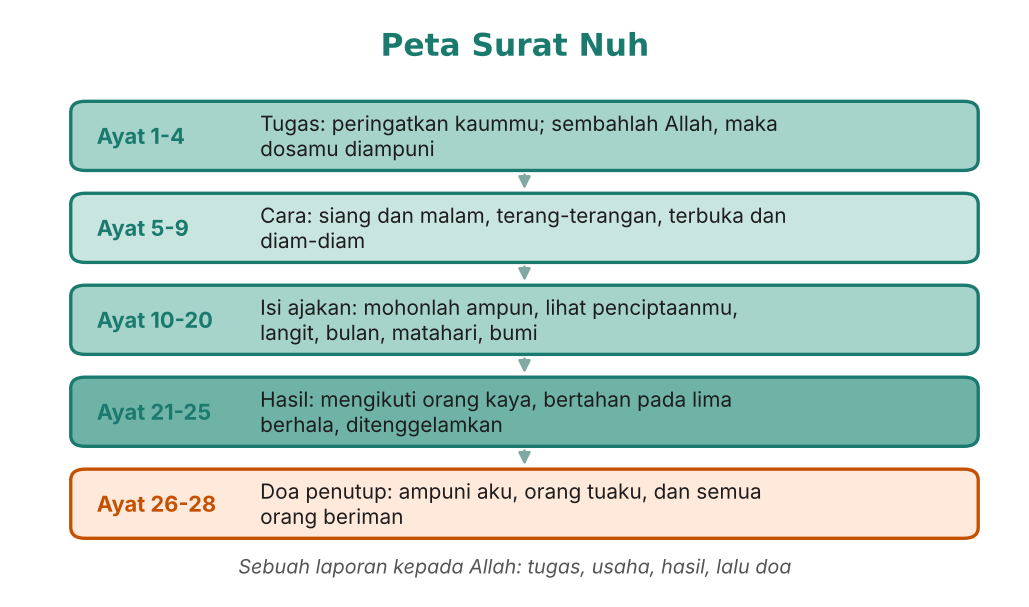 Peta Surat Nuh
Ayat 1-4
Tugas: peringatkan kaummu; sembahlah Allah, maka
dosamu diampuni
Ayat 5-9
Cara: siang dan malam, terang-terangan, terbuka dan
diam-diam
Ayat 10-20
Isi ajakan: mohonlah ampun, lihat penciptaanmu,
langit, bulan, matahari, bumi
Ayat 21-25
Hasil: mengikuti orang kaya, bertahan pada lima
berhala, ditenggelamkan
Ayat 26-28
Doa penutup: ampuni aku, orang tuaku, dan semua
orang beriman
Sebuah laporan kepada Allah: tugas, usaha, hasil, lalu doa